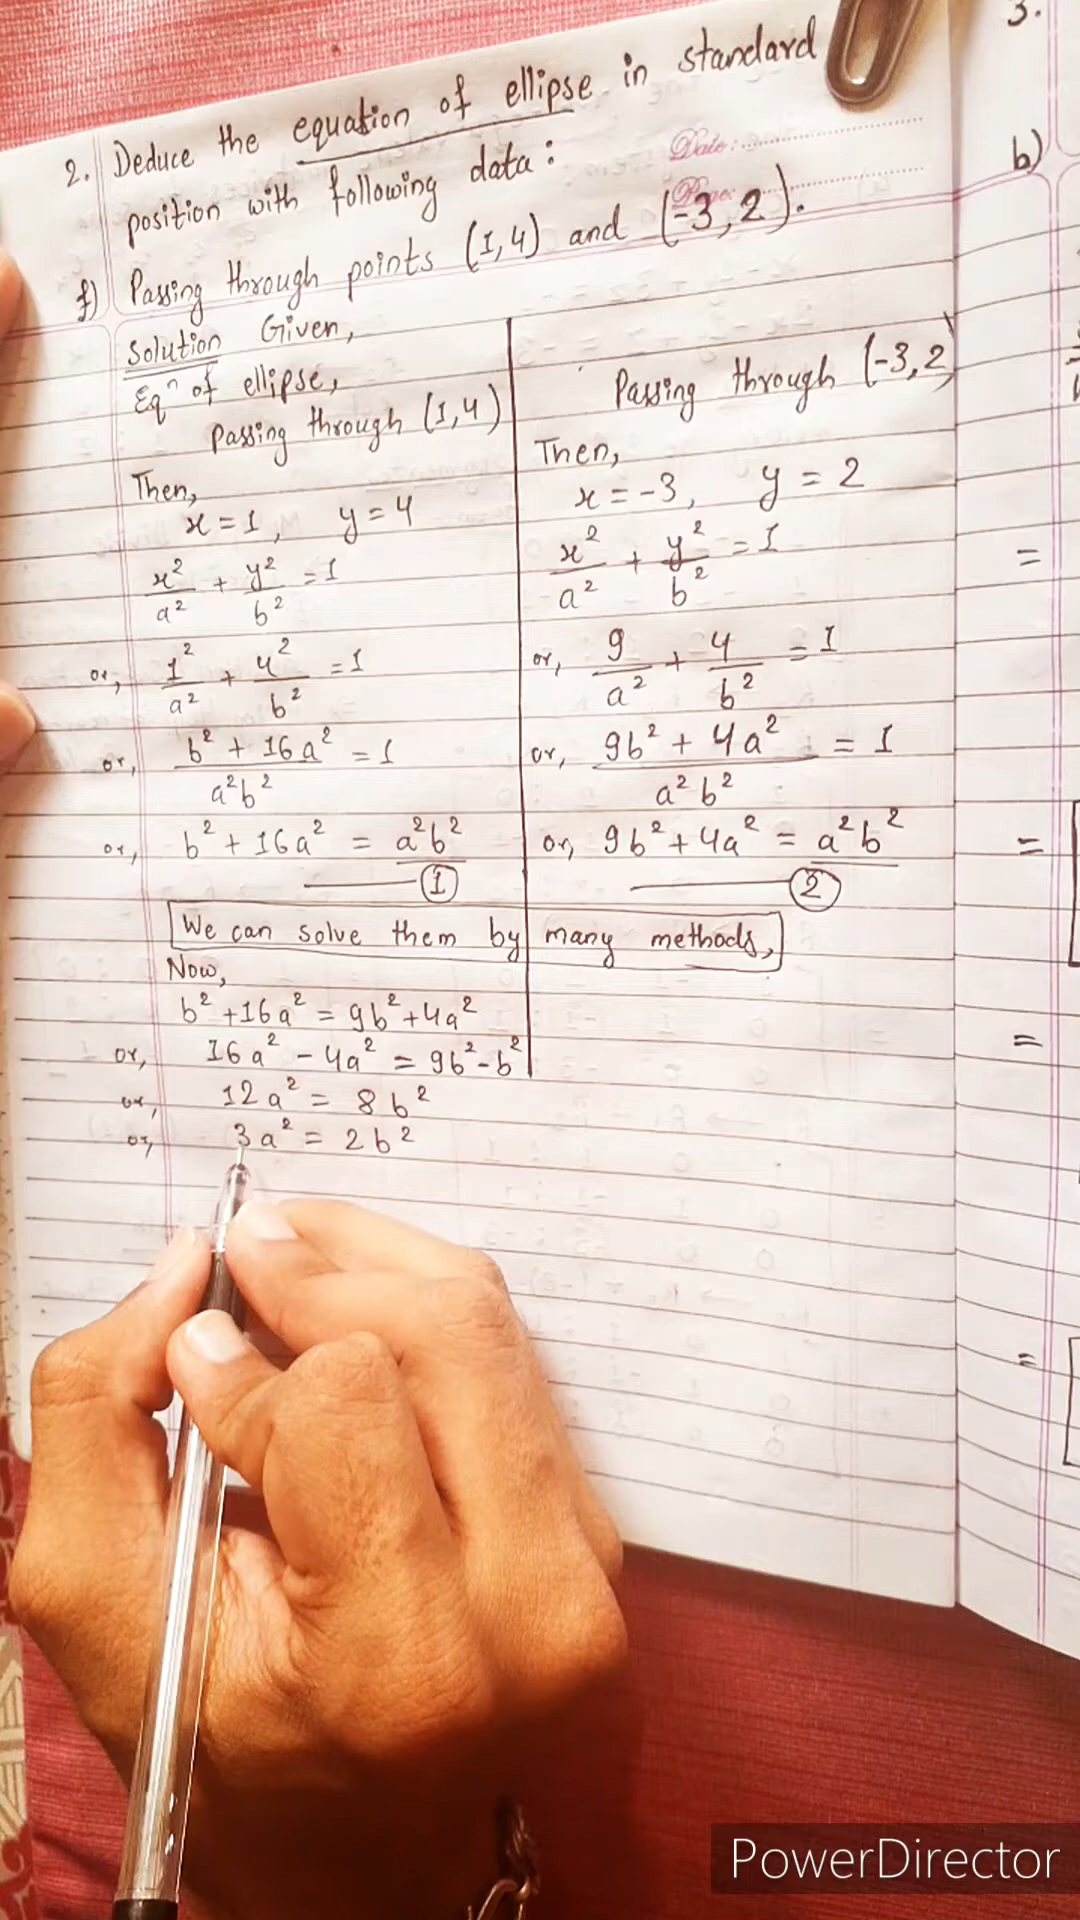 2. Deduce the equation of ellipse in standard
position with following data:
Date:
Page:
f) Passing through points (1,4) and (-3,2).
Solution Given,
Eqⁿ of ellipse,
Passing through (1,4)
Then,
x = 1, y = 4
x²/a² + y²/b² = 1
or, 1²/a² + 4²/b² = 1
or, b² + 16a²/a²b² = 1
or, b² + 16a² = a²b²
①
Passing through (-3,2)
Then,
x = -3, y = 2
x²/a² + y²/b² = 1
or, 9/a² + 4/b² = 1
or, 9b² + 4a²/a²b² = 1
or, 9b² + 4a² = a²b²
②
We can solve them by many methods,
Now,
b² + 16a² = 9b² + 4a²
or, 16a² - 4a² = 9b² - b²
or, 12a² = 8b²
or, 3a² = 2b²
3.
b)
=
=
=
=
PowerDirector